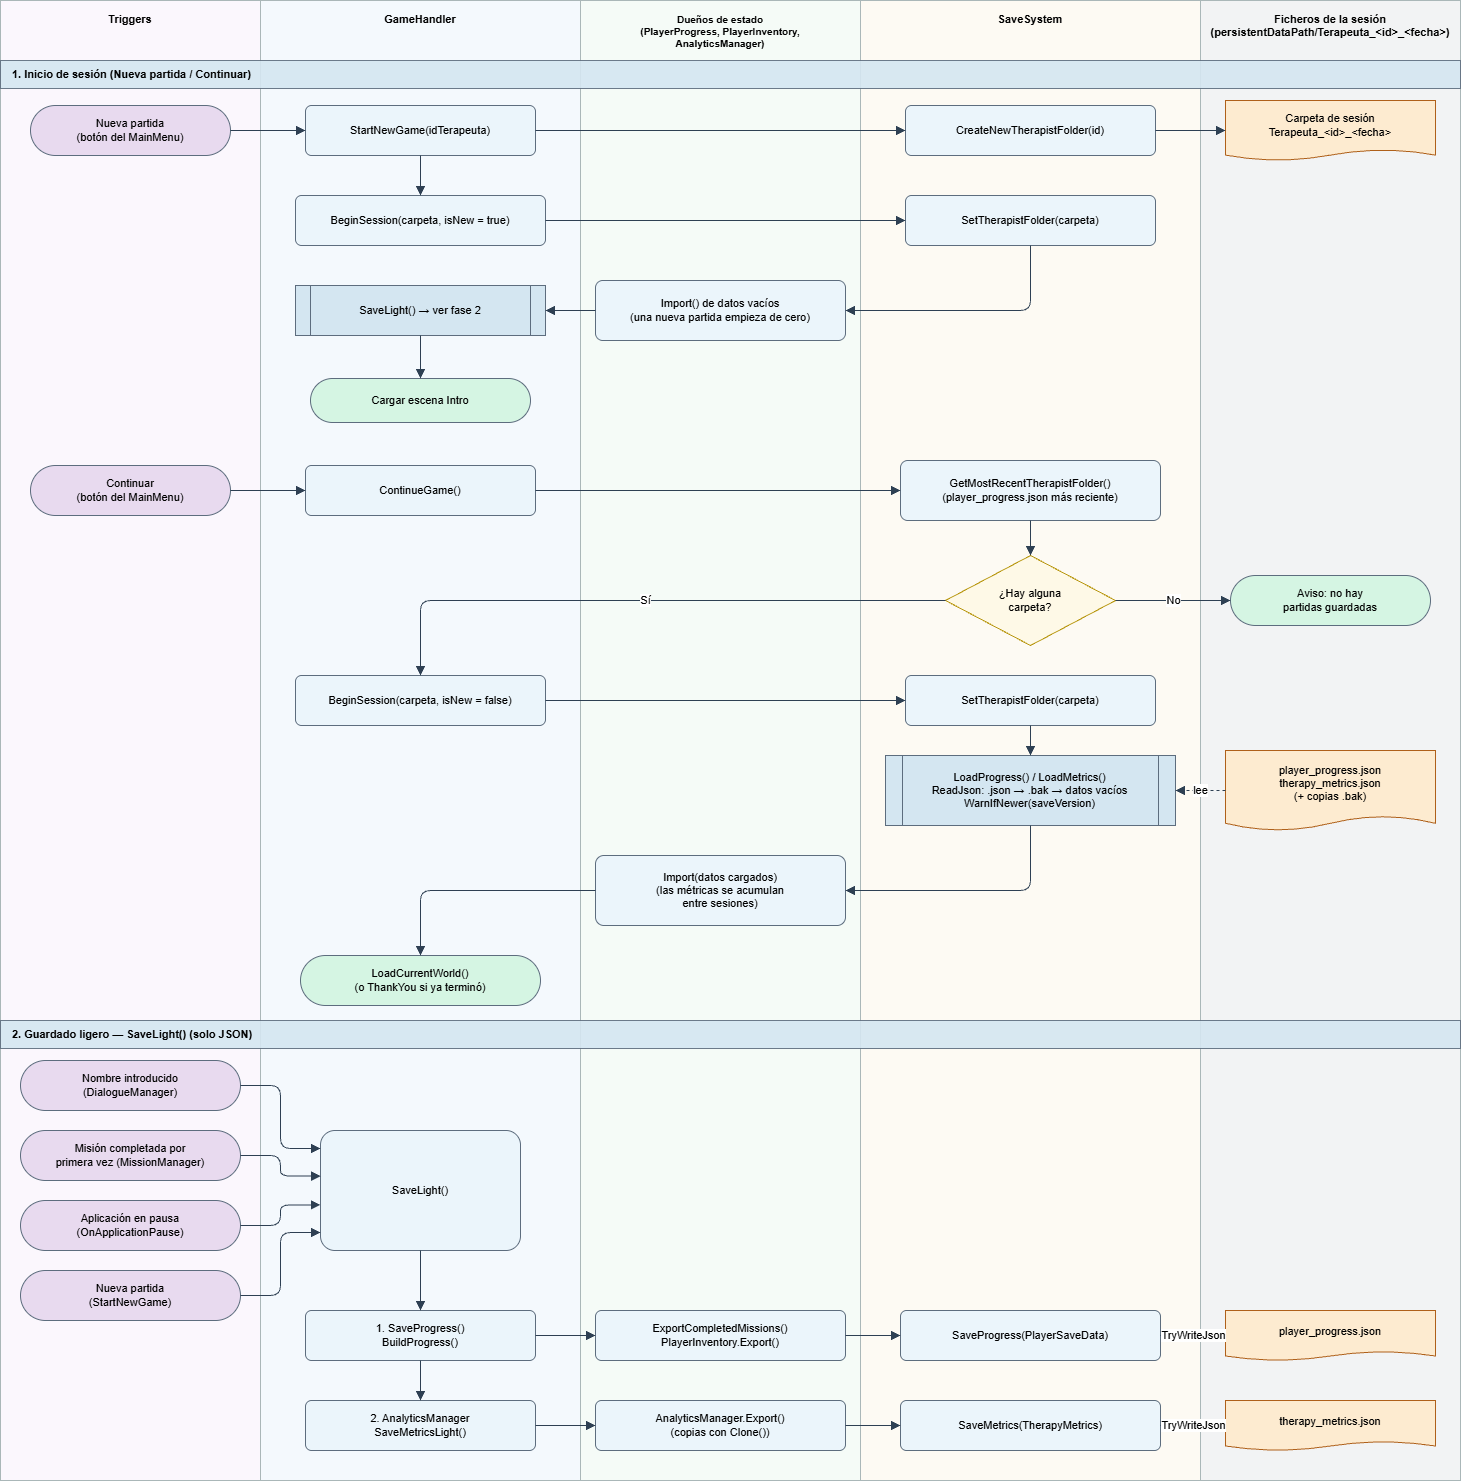 Triggers
GameHandler
Dueños de estado
(PlayerProgress, PlayerInventory,
AnalyticsManager)
SaveSystem
Ficheros de la sesión
(persistentDataPath/Terapeuta_<id>_<fecha>)
1. Inicio de sesión (Nueva partida / Continuar)
Nueva partida
(botón del MainMenu)
StartNewGame(idTerapeuta)
CreateNewTherapistFolder(id)
Carpeta de sesión
Terapeuta_<id>_<fecha>
BeginSession(carpeta, isNew = true)
SetTherapistFolder(carpeta)
SaveLight() → ver fase 2
Import() de datos vacíos
(una nueva partida empieza de cero)
Cargar escena Intro
Continuar
(botón del MainMenu)
ContinueGame()
GetMostRecentTherapistFolder()
(player_progress.json más reciente)
¿Hay alguna
carpeta?
Sí
No
Aviso: no hay
partidas guardadas
BeginSession(carpeta, isNew = false)
SetTherapistFolder(carpeta)
LoadProgress() / LoadMetrics()
ReadJson: .json → .bak → datos vacíos
WarnIfNewer(saveVersion)
lee
player_progress.json
therapy_metrics.json
(+ copias .bak)
Import(datos cargados)
(las métricas se acumulan
entre sesiones)
LoadCurrentWorld()
(o ThankYou si ya terminó)
2. Guardado ligero — SaveLight() (solo JSON)
Nombre introducido
(DialogueManager)
Misión completada por
primera vez (MissionManager)
Aplicación en pausa
(OnApplicationPause)
Nueva partida
(StartNewGame)
SaveLight()
1. SaveProgress()
BuildProgress()
ExportCompletedMissions()
PlayerInventory.Export()
SaveProgress(PlayerSaveData)
TryWriteJson
player_progress.json
2. AnalyticsManager
SaveMetricsLight()
AnalyticsManager.Export()
(copias con Clone())
SaveMetrics(TherapyMetrics)
TryWriteJson
therapy_metrics.json